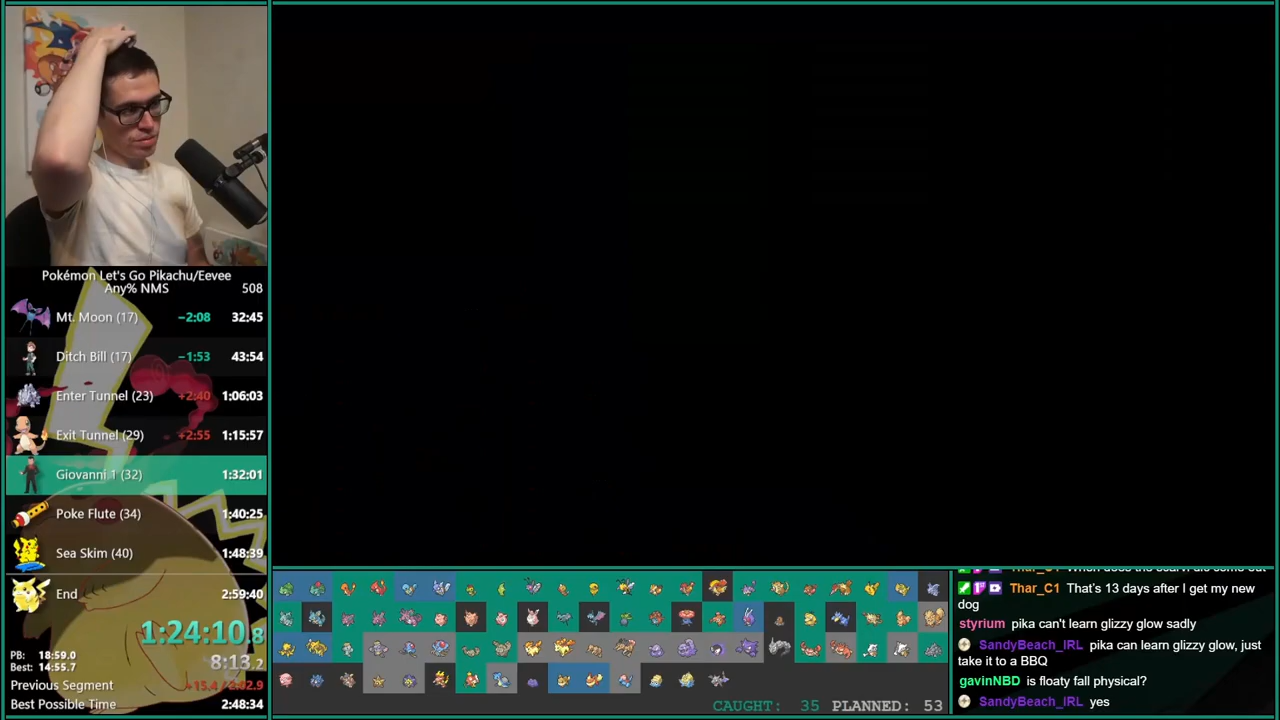 Pokémon Let's Go Pikachu/Eevee
Any% NMS 508
Mt. Moon (17) −2:08 32:45
Ditch Bill (17) −1:53 43:54
Enter Tunnel (23) +2:40 1:06:03
Exit Tunnel (29) +2:55 1:15:57
Giovanni 1 (32) 1:32:01
Poke Flute (34) 1:40:25
Sea Skim (40) 1:48:39
End 2:59:40
1:24:10.8
PB: 18:59.0 8:13.2
Best: 14:55.7
Previous Segment
Best Possible Time 2:48:34
CAUGHT: 35 PLANNED: 53
Thar_C1 That's 13 days after I get my new
dog
styrium pika can't learn glizzy glow sadly
SandyBeach_IRL pika can learn glizzy glow, just
take it to a BBQ
gavinNBD is floaty fall physical?
SandyBeach_IRL yes